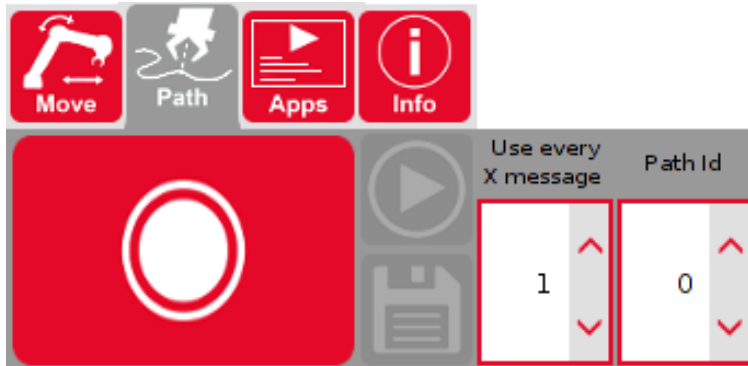 Move
Path
Apps
Info
Use every
X message
Path Id
1
0